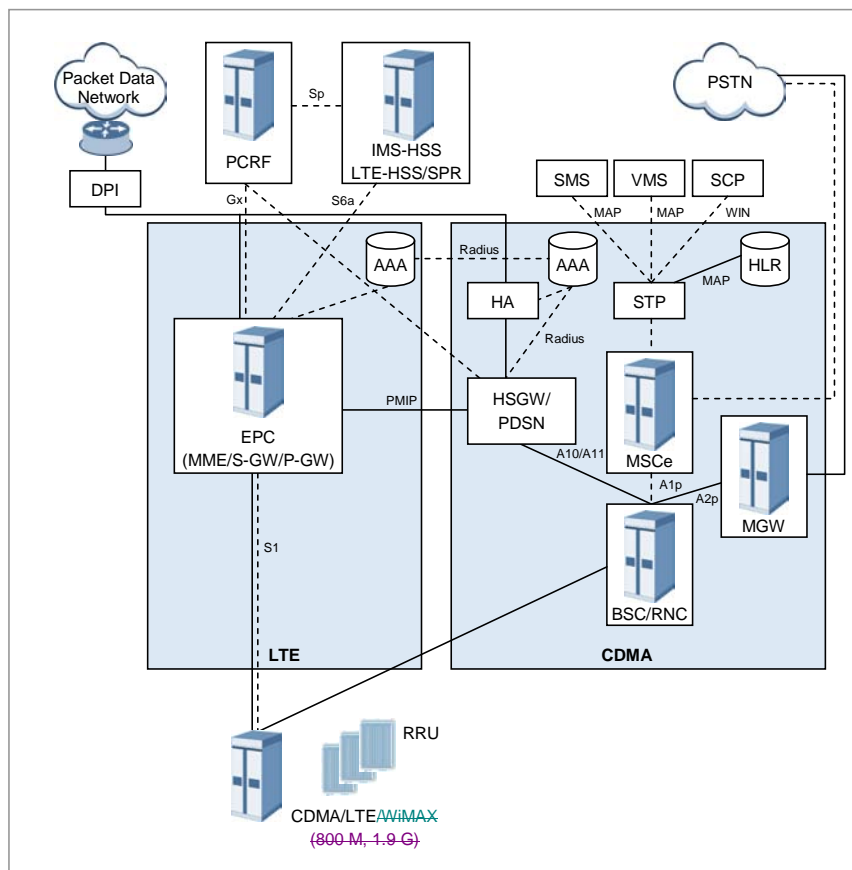 Packet Data
Network
DPI
PCRF
Sp
IMS-HSS
LTE-HSS/SPR
PSTN
SMS
VMS
SCP
Gx
S6a
MAP
MAP
WIN
AAA
Radius
AAA
HLR
HA
STP
MAP
Radius
EPC
(MME/S-GW/P-GW)
PMIP
HSGW/
PDSN
MSCe
A10/A11
A1p
A2p
MGW
S1
BSC/RNC
LTE
CDMA
RRU
CDMA/LTE/WiMAX
(800 M, 1.9 G)